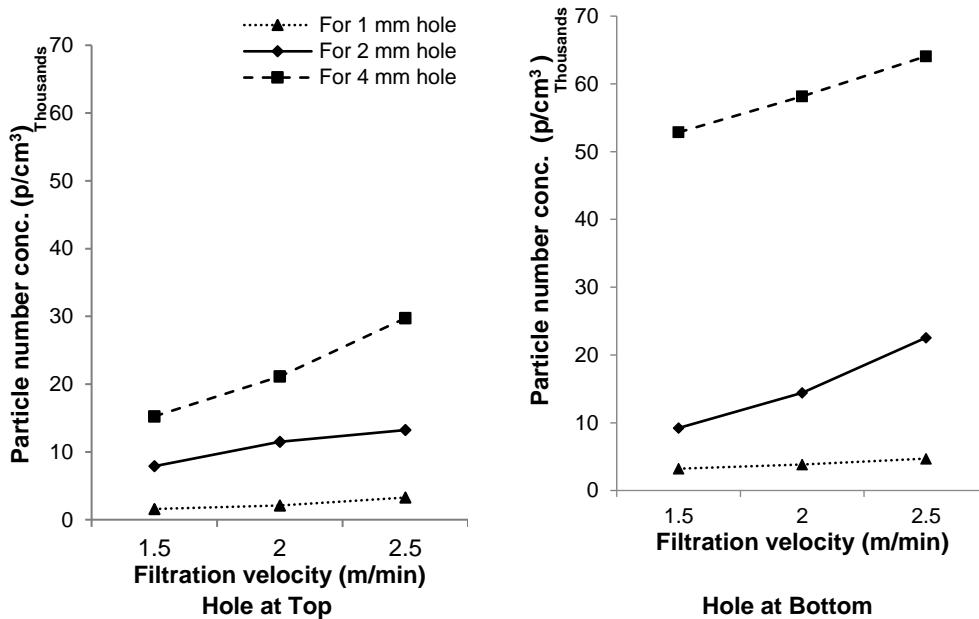 For 1 mm hole
For 2 mm hole
For 4 mm hole
Particle number conc. (p/cm³)
Thousands
70
60
50
40
30
20
10
0
1.5 2 2.5
Filtration velocity (m/min)
Hole at Top
Particle number conc. (p/cm³)
Thousands
70
60
50
40
30
20
10
0
1.5 2 2.5
Filtration velocity (m/min)
Hole at Bottom